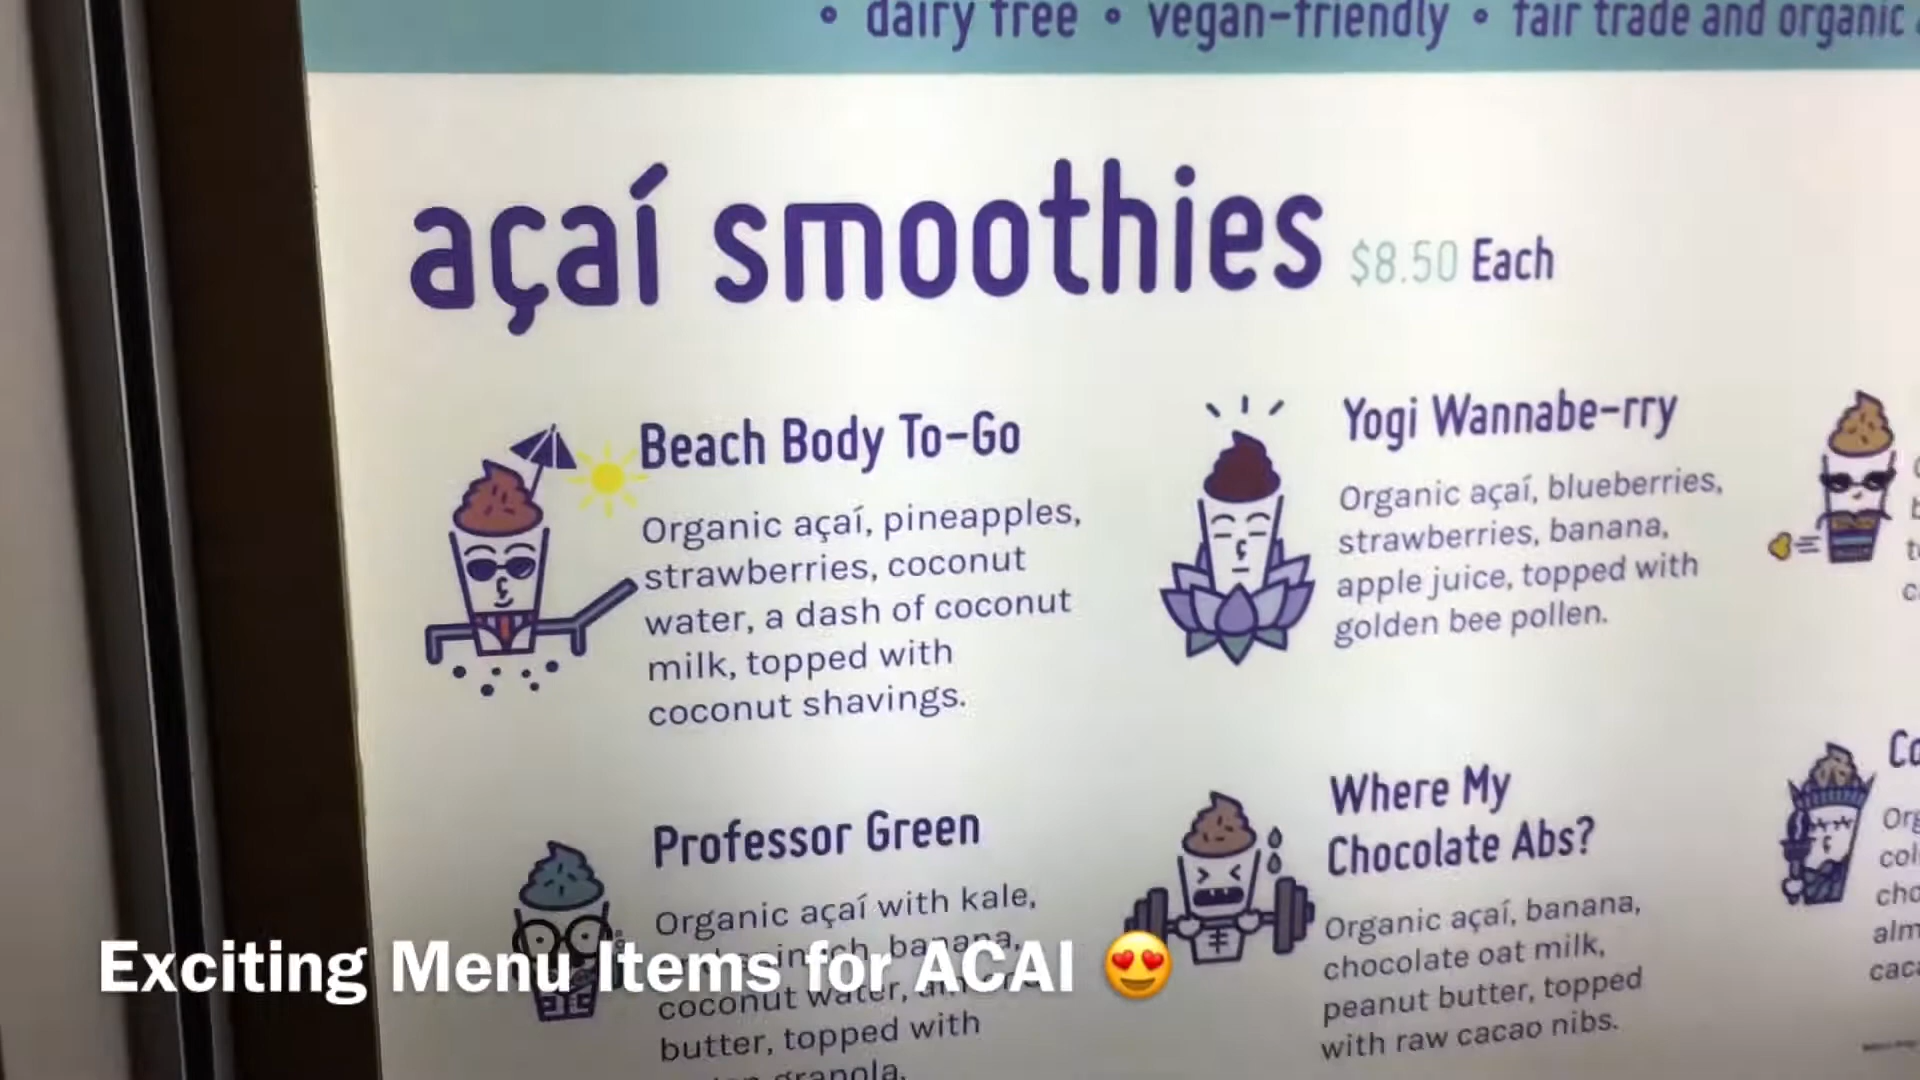 • dairy free • vegan-friendly • fair trade and organic
açaí smoothies $8.50 Each
Beach Body To-Go
Organic açaí, pineapples,
strawberries, coconut
water, a dash of coconut
milk, topped with
coconut shavings.
Yogi Wannabe-rry
Organic açaí, blueberries,
strawberries, banana,
apple juice, topped with
golden bee pollen.
Professor Green
Organic açaí with kale,
banana,
coconut water,
butter, topped with
granola.
Where My
Chocolate Abs?
Organic açaí, banana,
chocolate oat milk,
peanut butter, topped
with raw cacao nibs.
Exciting Menu Items for ACAI 😍